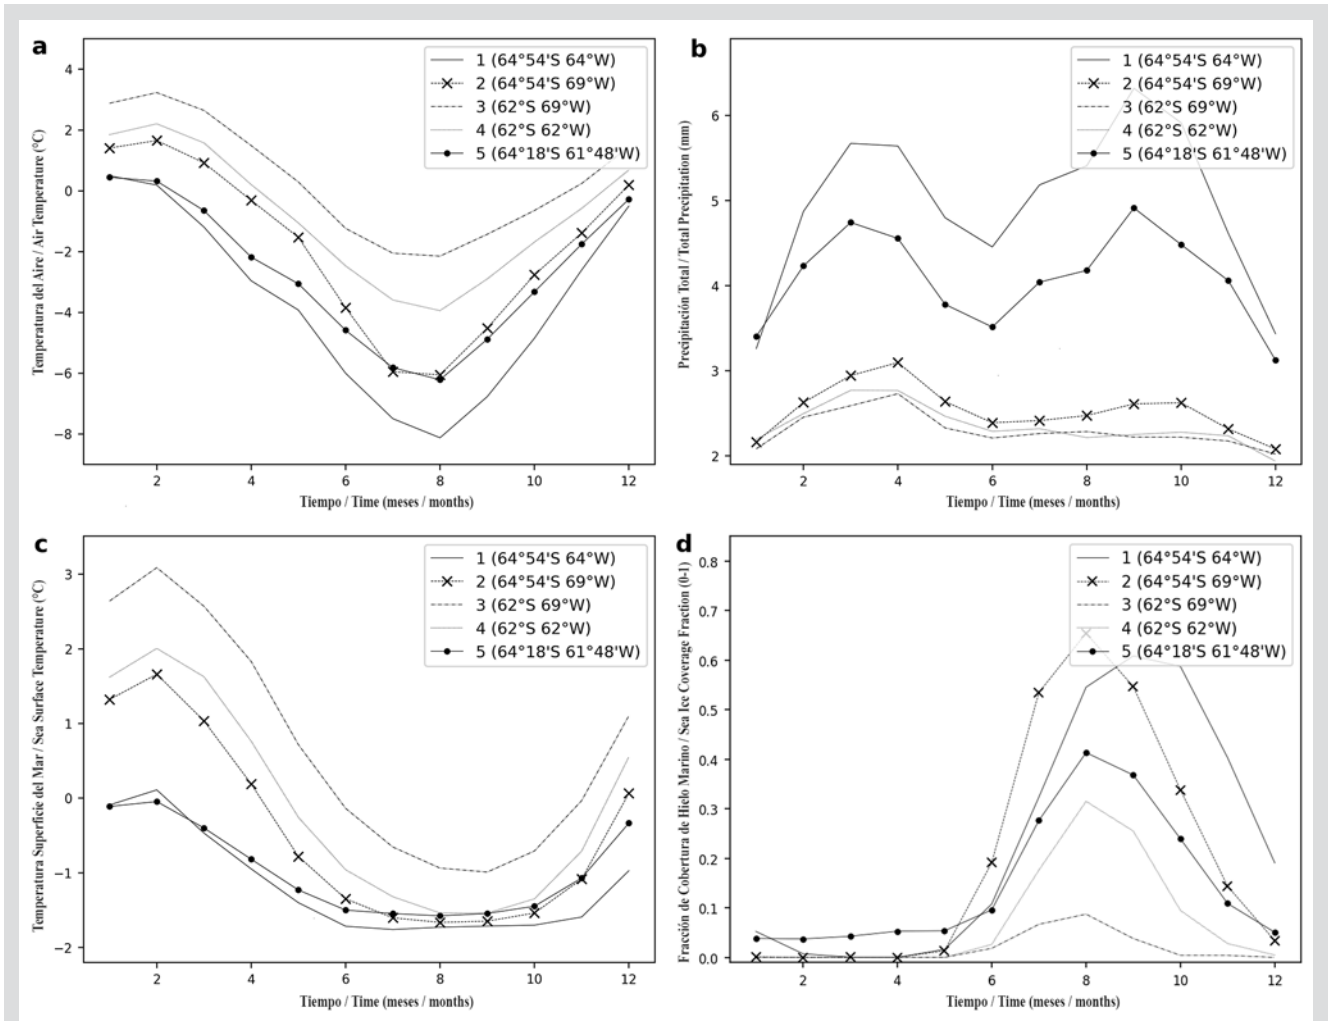 a
Temperatura del Aire / Air Temperature (°C)
4
2
0
−2
−4
−6
−8
1 (64°54'S 64°W)
2 (64°54'S 69°W)
3 (62°S 69°W)
4 (62°S 62°W)
5 (64°18'S 61°48'W)
2 4 6 8 10 12
Tiempo / Time (meses / months)
b
Precipitación Total / Total Precipitation (mm)
6
5
4
3
2
1 (64°54'S 64°W)
2 (64°54'S 69°W)
3 (62°S 69°W)
4 (62°S 62°W)
5 (64°18'S 61°48'W)
2 4 6 8 10 12
Tiempo / Time (meses / months)
c
Temperatura Superficie del Mar / Sea Surface Temperature (°C)
3
2
1
0
−1
−2
1 (64°54'S 64°W)
2 (64°54'S 69°W)
3 (62°S 69°W)
4 (62°S 62°W)
5 (64°18'S 61°48'W)
2 4 6 8 10 12
Tiempo / Time (meses / months)
d
Fracción de Cobertura de Hielo Marino / Sea Ice Coverage Fraction (0-1)
0.8
0.7
0.6
0.5
0.4
0.3
0.2
0.1
0.0
1 (64°54'S 64°W)
2 (64°54'S 69°W)
3 (62°S 69°W)
4 (62°S 62°W)
5 (64°18'S 61°48'W)
2 4 6 8 10 12
Tiempo / Time (meses / months)